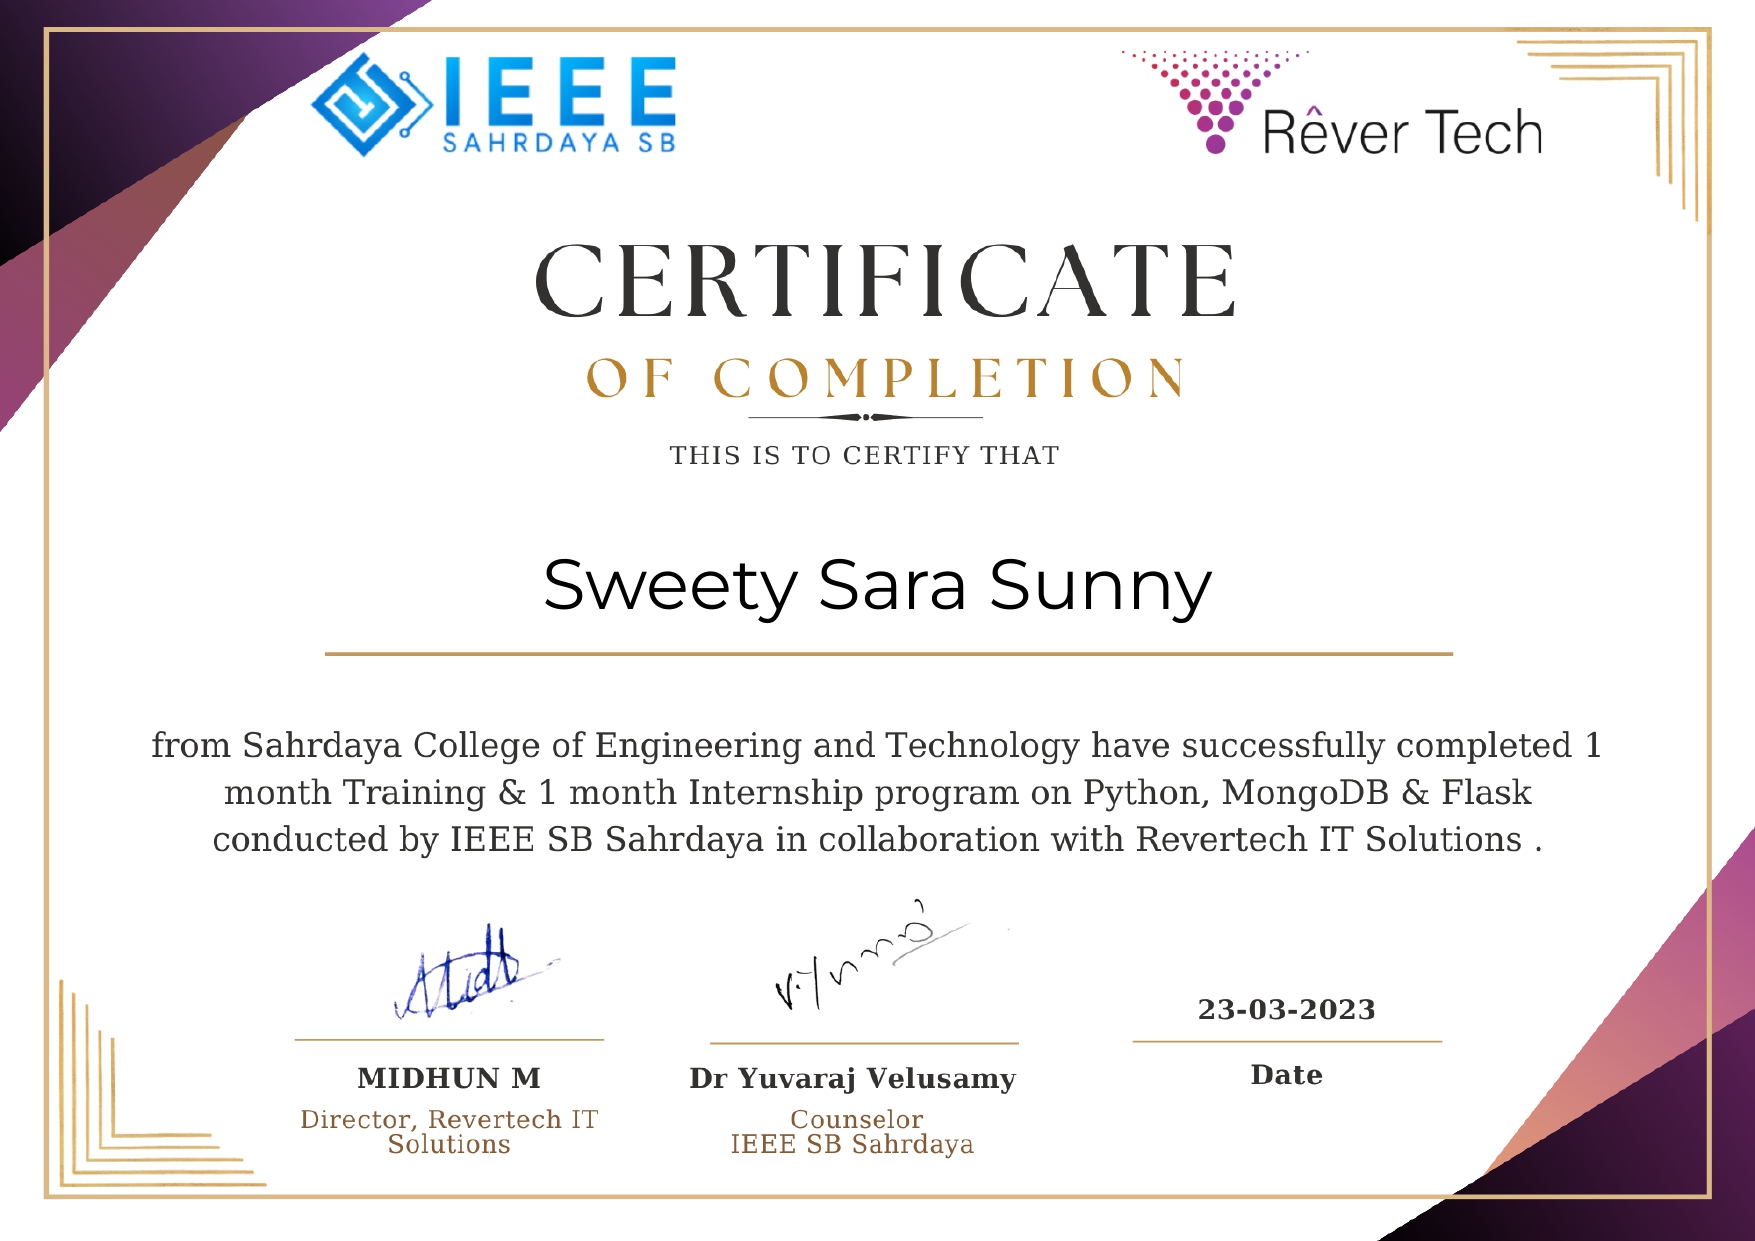 IEEE
SAHRDAYA SB
Rêver Tech
CERTIFICATE
OF COMPLETION
THIS IS TO CERTIFY THAT
Sweety Sara Sunny
from Sahrdaya College of Engineering and Technology have successfully completed 1
month Training & 1 month Internship program on Python, MongoDB & Flask
conducted by IEEE SB Sahrdaya in collaboration with Revertech IT Solutions .
23-03-2023
MIDHUN M
Dr Yuvaraj Velusamy
Date
Director, Revertech IT
Solutions
Counselor
IEEE SB Sahrdaya